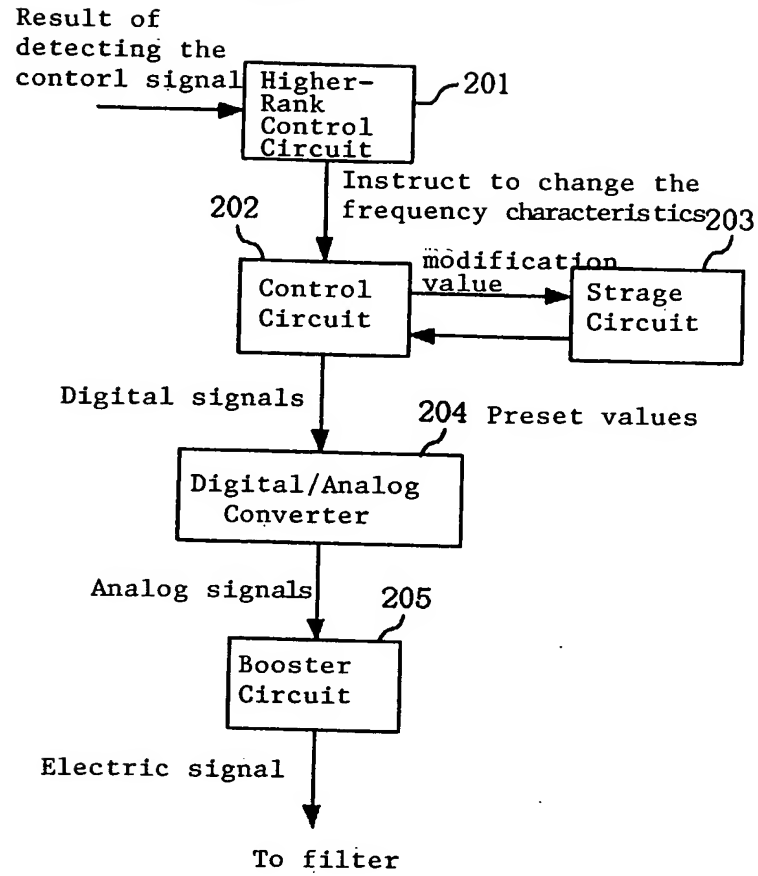 Result of
detecting the
contorl signal
Higher-
Rank
Control
Circuit
201
Instruct to change the
frequency characteristics
202
203
modification
value
Control
Circuit
Strage
Circuit
Digital signals
204
Preset values
Digital/Analog
Converter
Analog signals
205
Booster
Circuit
Electric signal
To filter